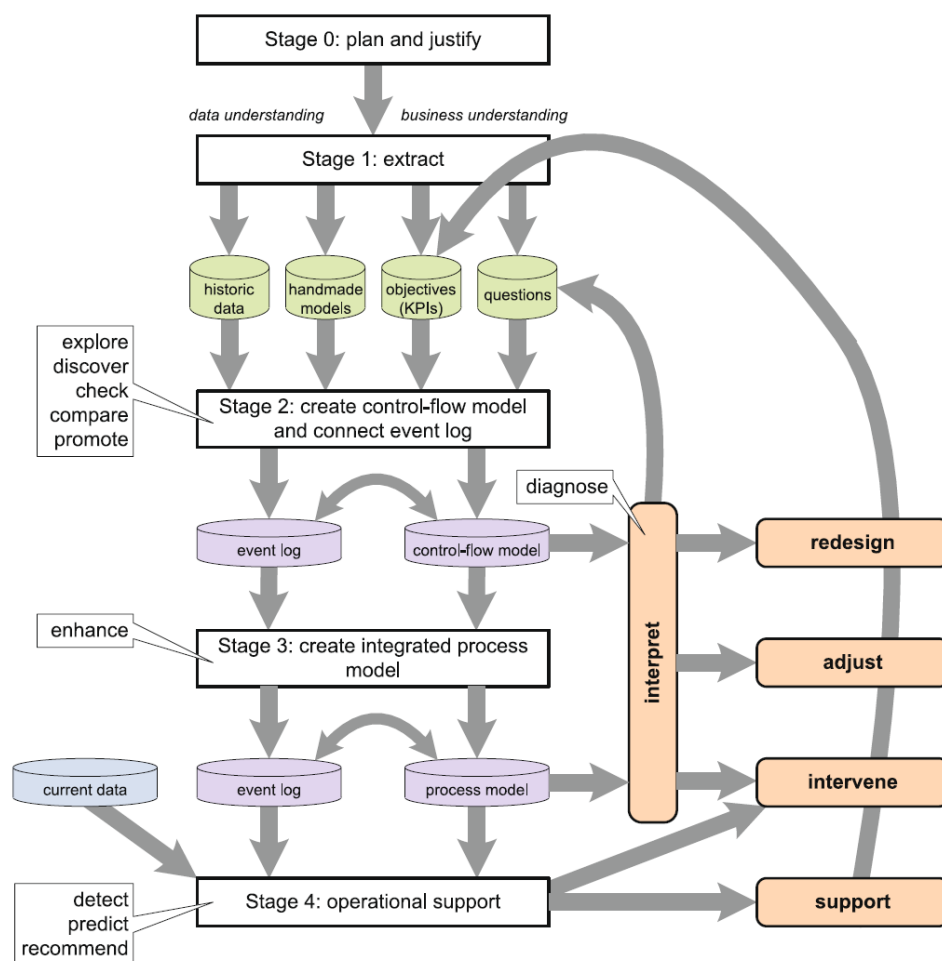 Stage 0: plan and justify
data understanding
business understanding
Stage 1: extract
historic
data
handmade
models
objectives
(KPIs)
questions
explore
discover
check
compare
promote
Stage 2: create control-flow model
and connect event log
diagnose
event log
control-flow model
redesign
enhance
Stage 3: create integrated process
model
interpret
adjust
current data
event log
process model
intervene
detect
predict
recommend
Stage 4: operational support
support